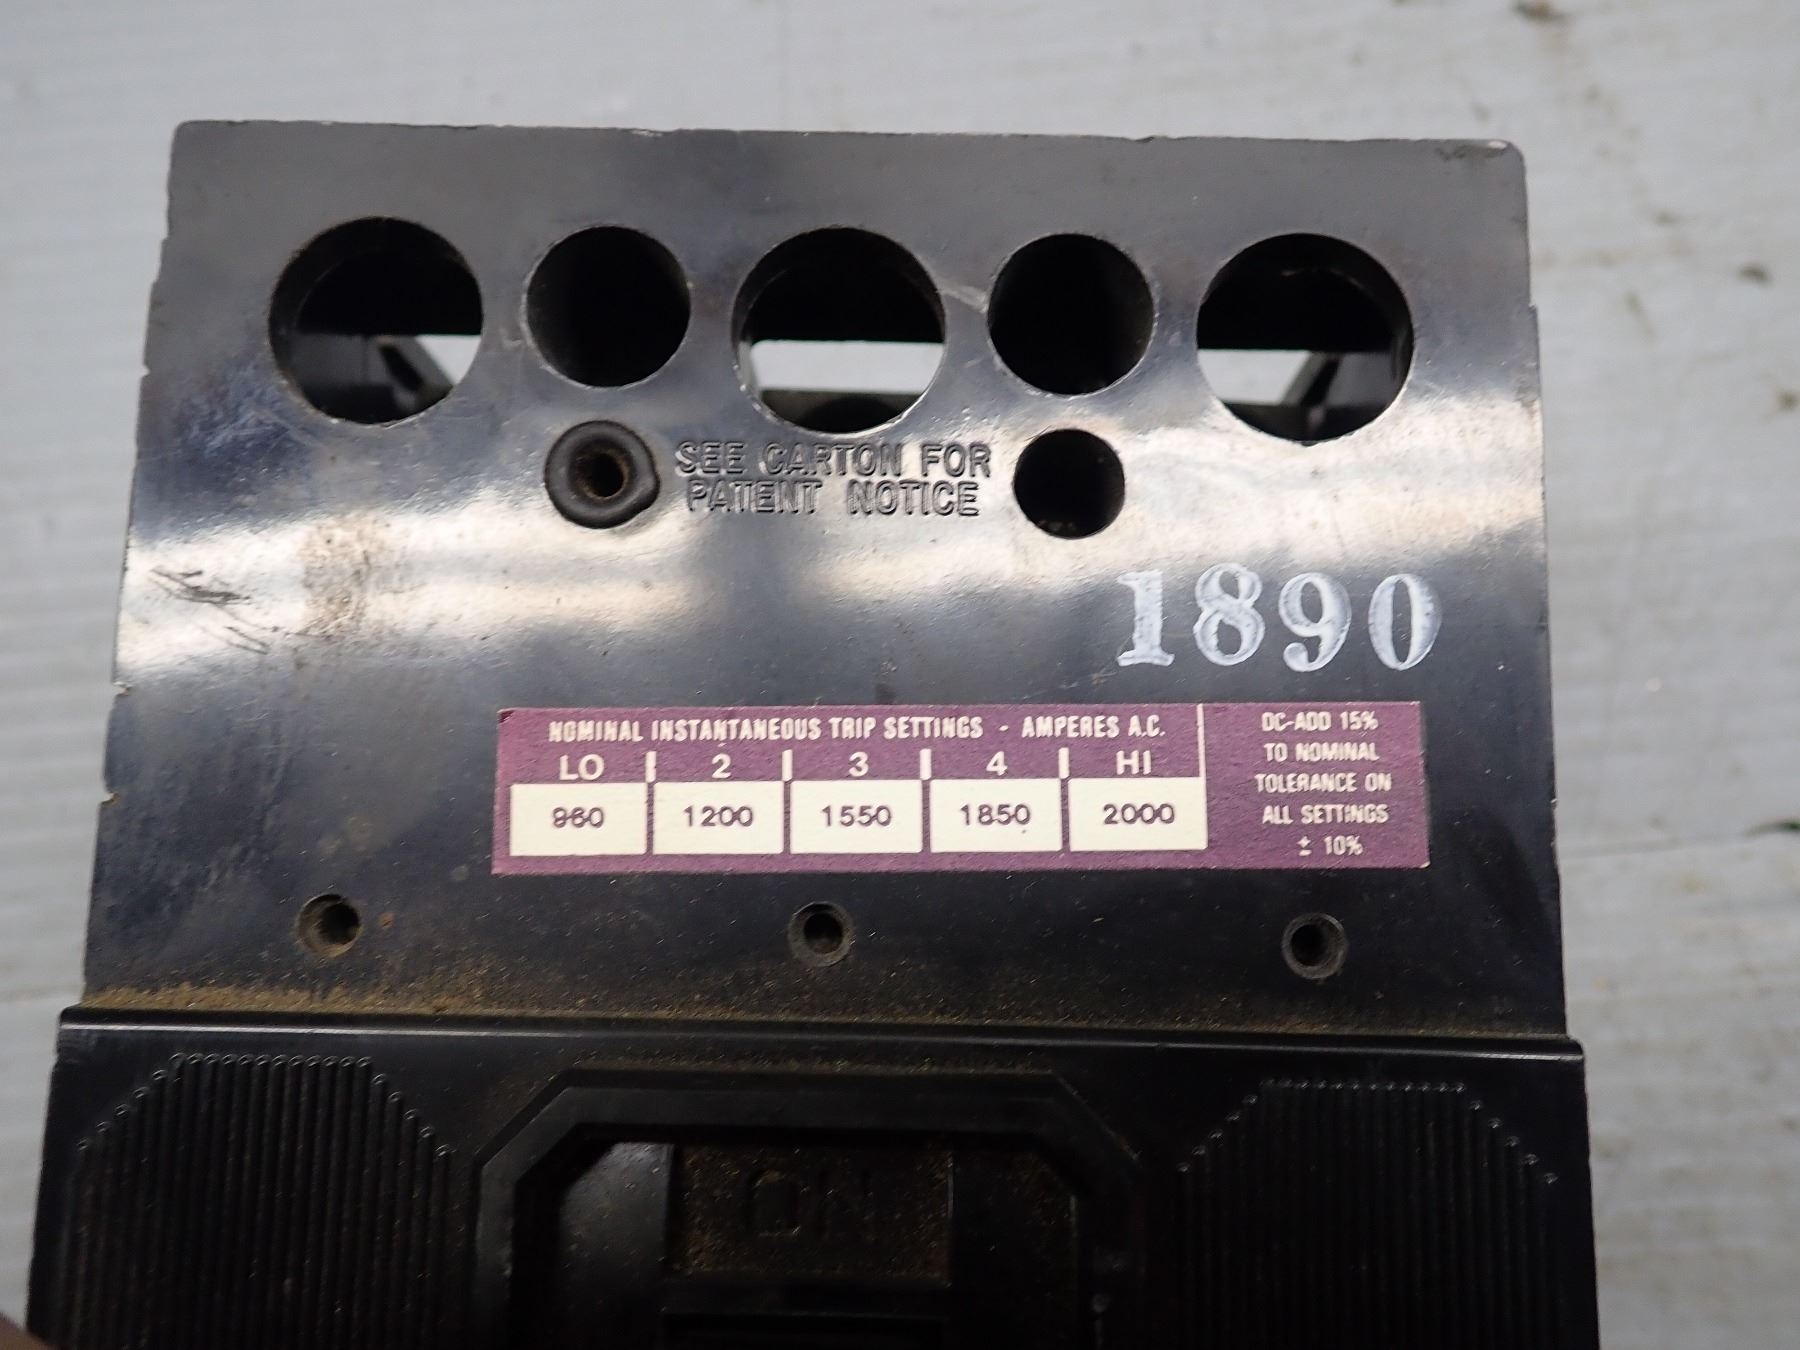 SEE CARTON FOR
PATENT NOTICE
1890
NOMINAL INSTANTANEOUS TRIP SETTINGS - AMPERES A.C.
LO 2 3 4 HI
960 1200 1550 1850 2000
DC-ADD 15%
TO NOMINAL
TOLERANCE ON
ALL SETTINGS
± 10%
ON